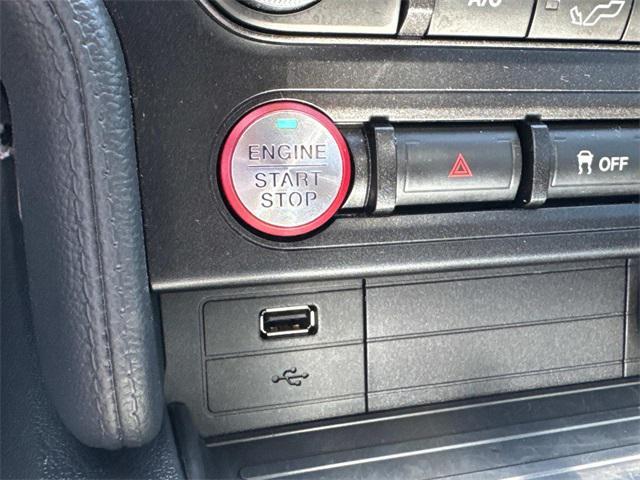 A/C
ENGINE
START
STOP
OFF